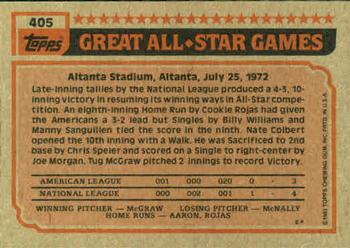 405
Topps GREAT ALL★STAR GAMES
Altanta Stadium, Altanta, July 25, 1972
Late-inning tallies by the National League produced a 4-3, 10-
inning victory in resuming its winning ways in All-Star compe-
tition. An eighth-inning Home Run by Cookie Rojas had given
the Americans a 3-2 lead but Singles by Billy Williams and
Manny Sanguillen tied the score in the ninth. Nate Colbert
opened the 10th inning with a Walk. He was Sacrificed to 2nd
base by Chris Speier and scored on a Single to right-center by
Joe Morgan. Tug McGraw pitched 2 innings to record Victory.
AMERICAN LEAGUE 001 000 020 0 - 3
NATIONAL LEAGUE 000 002 001 1 - 4
WINNING PITCHER — McGRAW LOSING PITCHER — McNALLY
HOME RUNS — AARON, ROJAS